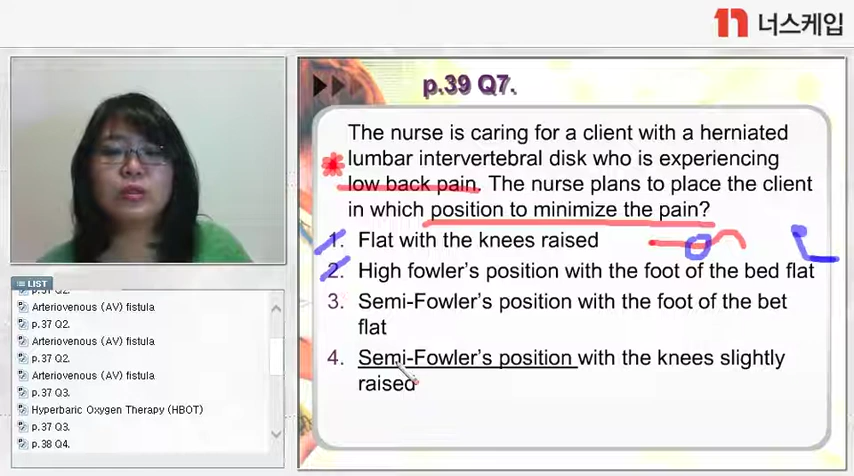 너스케입
p.39 Q7.
The nurse is caring for a client with a herniated
lumbar intervertebral disk who is experiencing
low back pain. The nurse plans to place the client
in which position to minimize the pain?
1. Flat with the knees raised
2. High fowler's position with the foot of the bed flat
3. Semi-Fowler's position with the foot of the bet
flat
4. Semi-Fowler's position with the knees slightly
raised
LIST
p.31 Q2.
Arteriovenous (AV) fistula
p.37 Q2.
Arteriovenous (AV) fistula
p.37 Q2.
Arteriovenous (AV) fistula
p.37 Q3.
Hyperbaric Oxygen Therapy (HBOT)
p.37 Q3.
p.38 Q4.